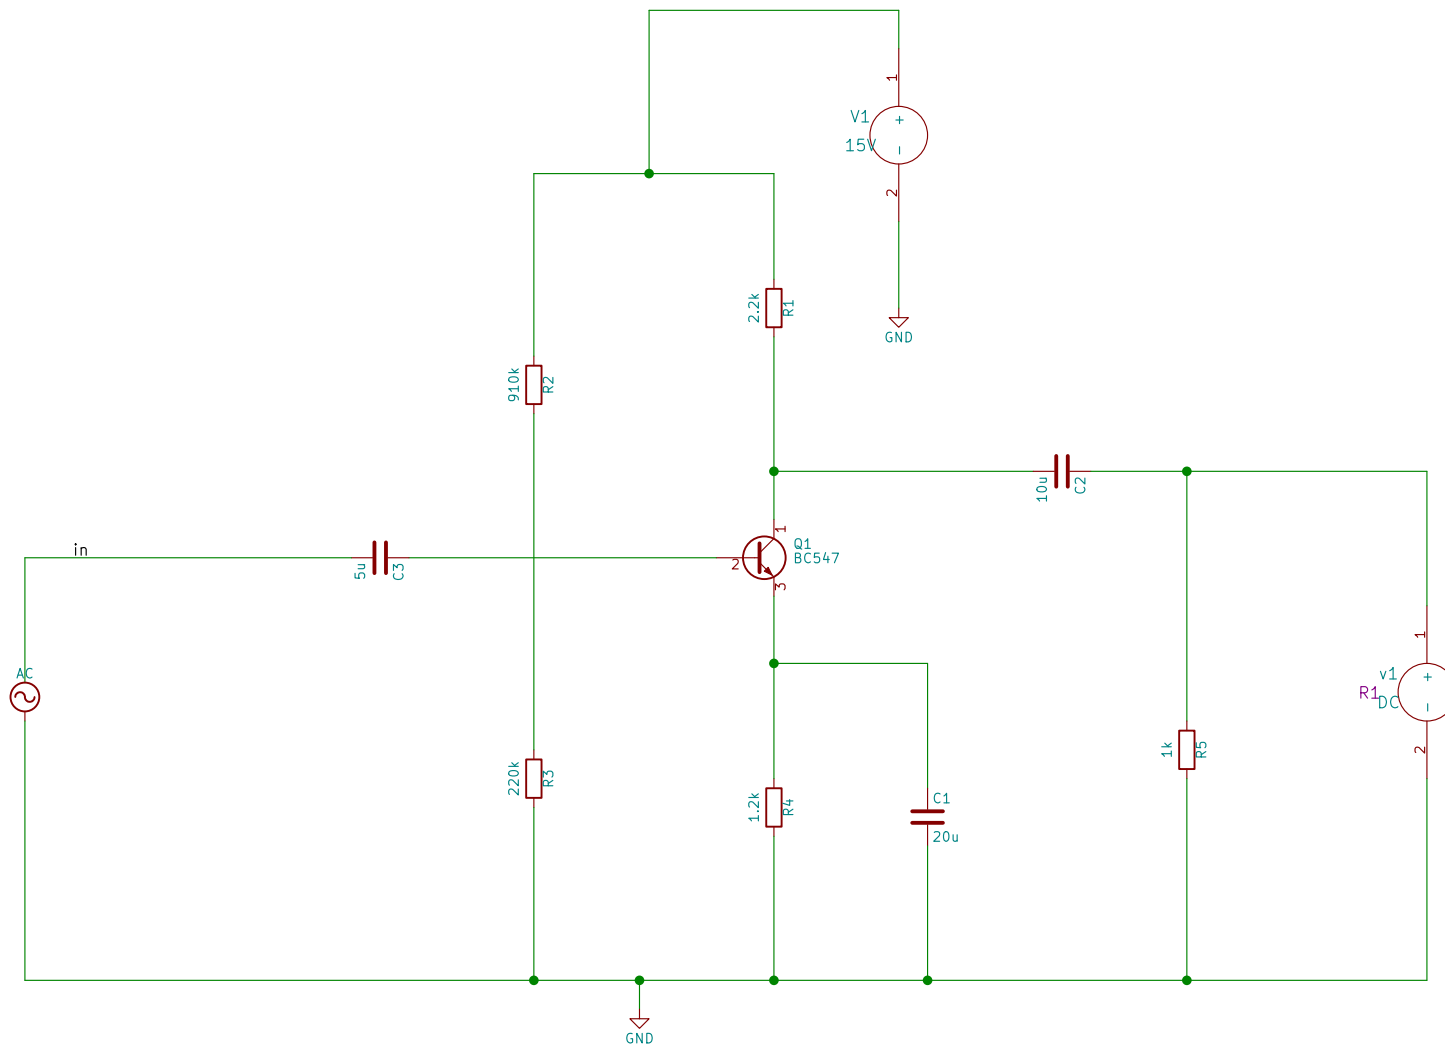 1
V1
+
15V
-
2
GND
2.2k
R1
910k
R2
10u
C2
in
5u
C3
1
Q1
BC547
2
3
AC
1
v1
+
R1
DC
-
2
1k
R5
220k
R3
1.2k
R4
C1
20u
GND